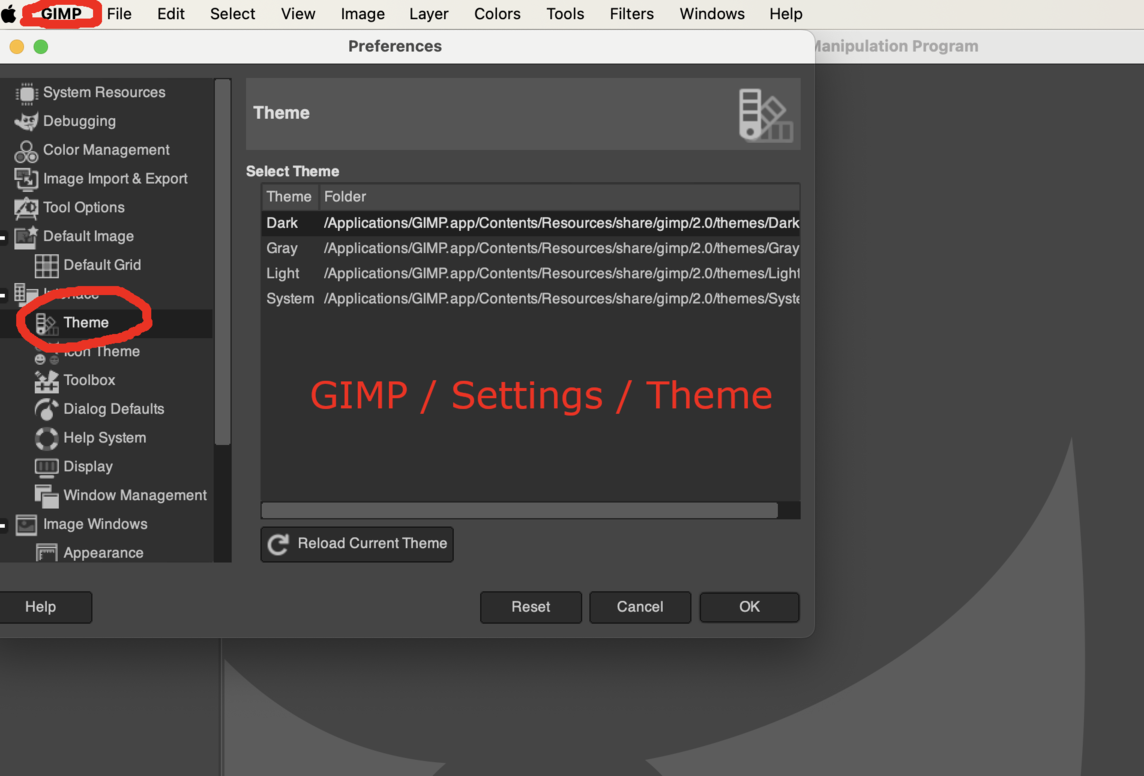 GIMP File Edit Select View Image Layer Colors Tools Filters Windows Help
Preferences
Manipulation Program
System Resources
Debugging
Color Management
Image Import & Export
Tool Options
Default Image
Default Grid
Interface
Theme
Icon Theme
Toolbox
Dialog Defaults
Help System
Display
Window Management
Image Windows
Appearance
Theme
Select Theme
Theme Folder
Dark /Applications/GIMP.app/Contents/Resources/share/gimp/2.0/themes/Dark
Gray /Applications/GIMP.app/Contents/Resources/share/gimp/2.0/themes/Gray
Light /Applications/GIMP.app/Contents/Resources/share/gimp/2.0/themes/Light
System /Applications/GIMP.app/Contents/Resources/share/gimp/2.0/themes/Syste
GIMP / Settings / Theme
Reload Current Theme
Help Reset Cancel OK